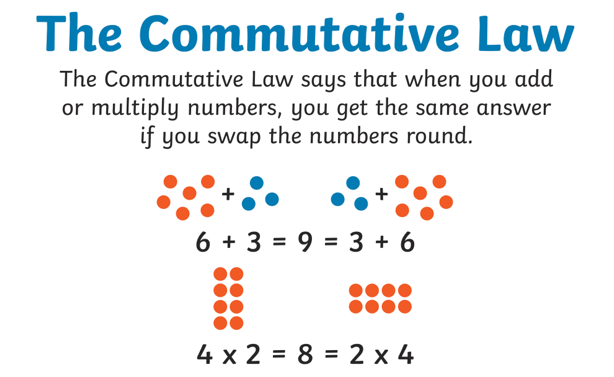 The Commutative Law
The Commutative Law says that when you add
or multiply numbers, you get the same answer
if you swap the numbers round.
+ +
6 + 3 = 9 = 3 + 6
4 x 2 = 8 = 2 x 4